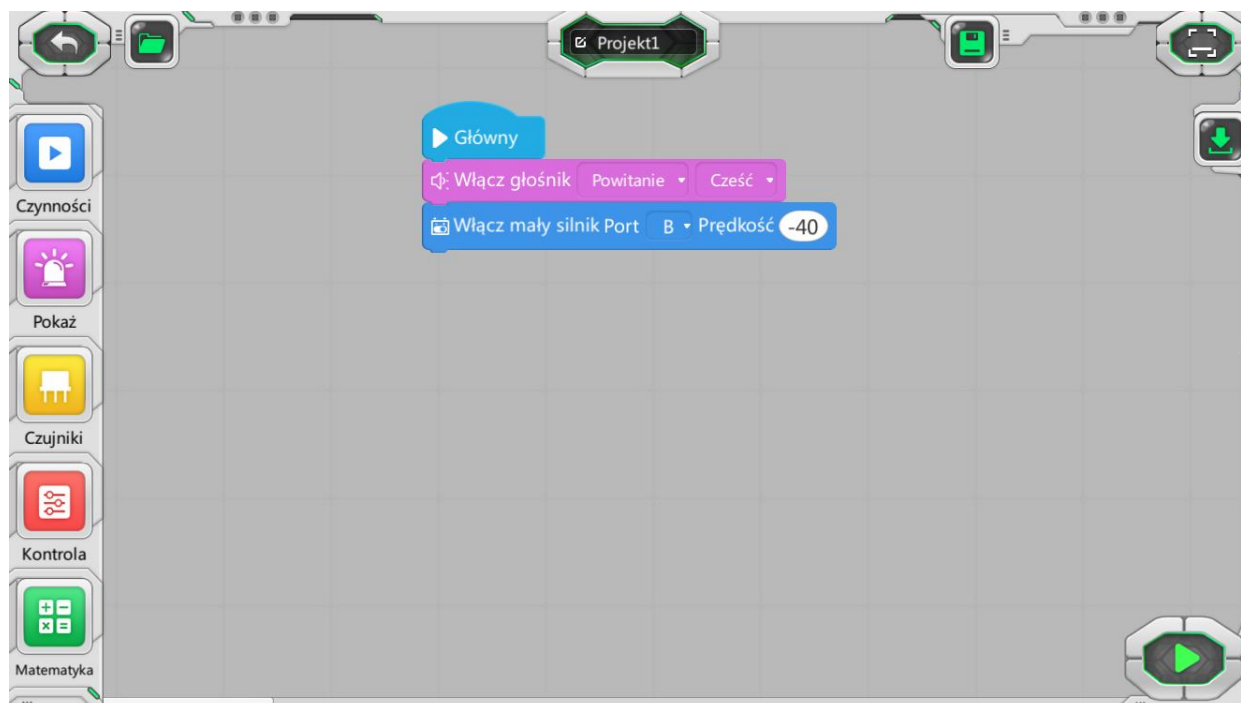 Projekt1
Główny
Włącz głośnik Powitanie Cześć
Włącz mały silnik Port B Prędkość -40
Czynności
Pokaż
Czujniki
Kontrola
Matematyka